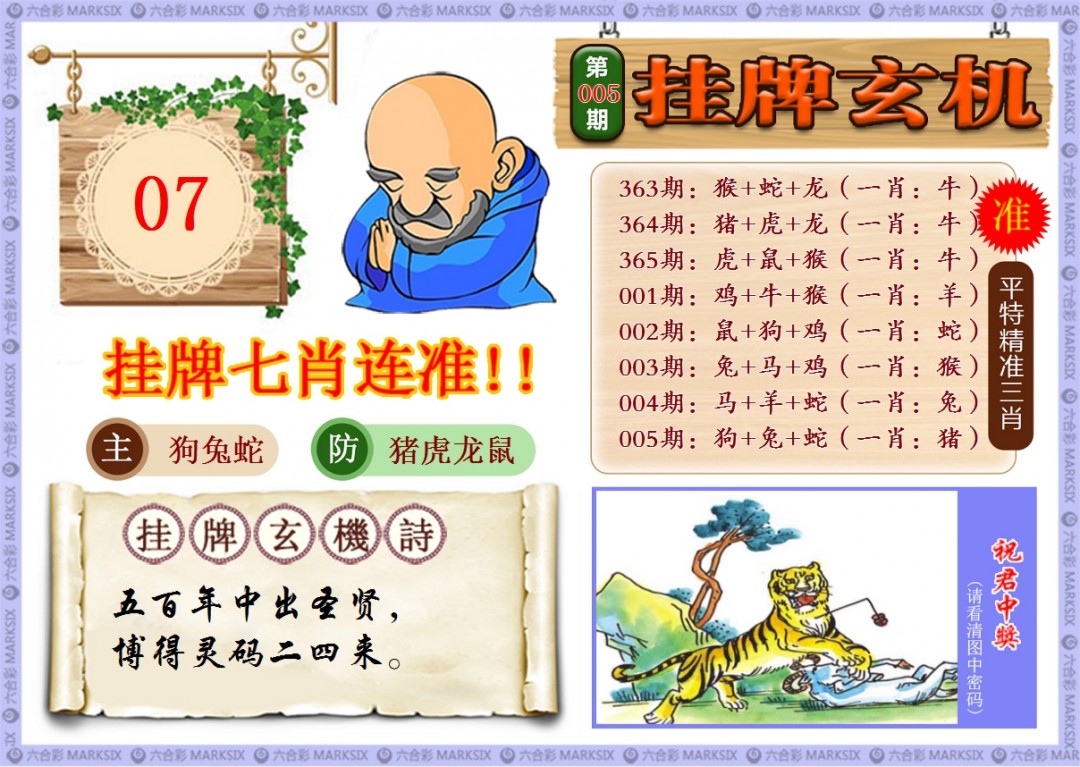 六合彩 MARKSIX
第005期
挂牌玄机
07
363期：猴+蛇+龙（一肖：牛）
364期：猪+虎+龙（一肖：牛）
365期：虎+鼠+猴（一肖：牛）
001期：鸡+牛+猴（一肖：羊）
002期：鼠+狗+鸡（一肖：蛇）
003期：兔+马+鸡（一肖：猴）
004期：马+羊+蛇（一肖：兔）
005期：狗+兔+蛇（一肖：猪）
准
平特精准三肖
挂牌七肖连准!!
主 狗兔蛇
防 猪虎龙鼠
挂牌玄機詩
五百年中出圣贤，
博得灵码二四来。
祝君中奖
（请看清图中密码）